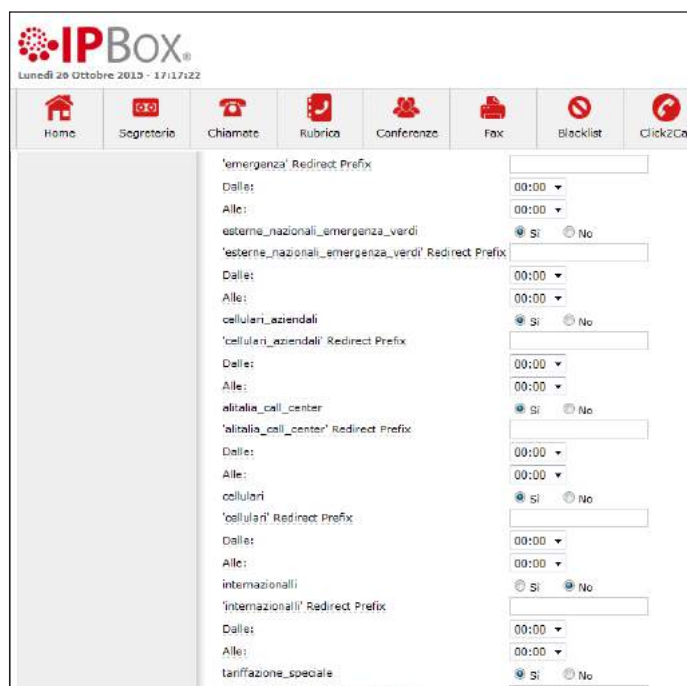 IPBOX®
Lunedì 26 Ottobre 2015 - 17:17:22
Home Segreteria Chiamate Rubrica Conferenze Fax Blacklist Click2Ca
'emergenza' Redirect Prefix
Dalle: 00:00
Alle: 00:00
esterne_nazionali_emergenza_verdi Si No
'esterne_nazionali_emergenza_verdi' Redirect Prefix
Dalle: 00:00
Alle: 00:00
cellulari_aziendali Si No
'cellulari_aziendali' Redirect Prefix
Dalle: 00:00
Alle: 00:00
alitalia_call_center Si No
'alitalia_call_center' Redirect Prefix
Dalle: 00:00
Alle: 00:00
cellulari Si No
'cellulari' Redirect Prefix
Dalle: 00:00
Alle: 00:00
internazionalli Si No
'internazionalli' Redirect Prefix
Dalle: 00:00
Alle: 00:00
tariffazione_speciale Si No